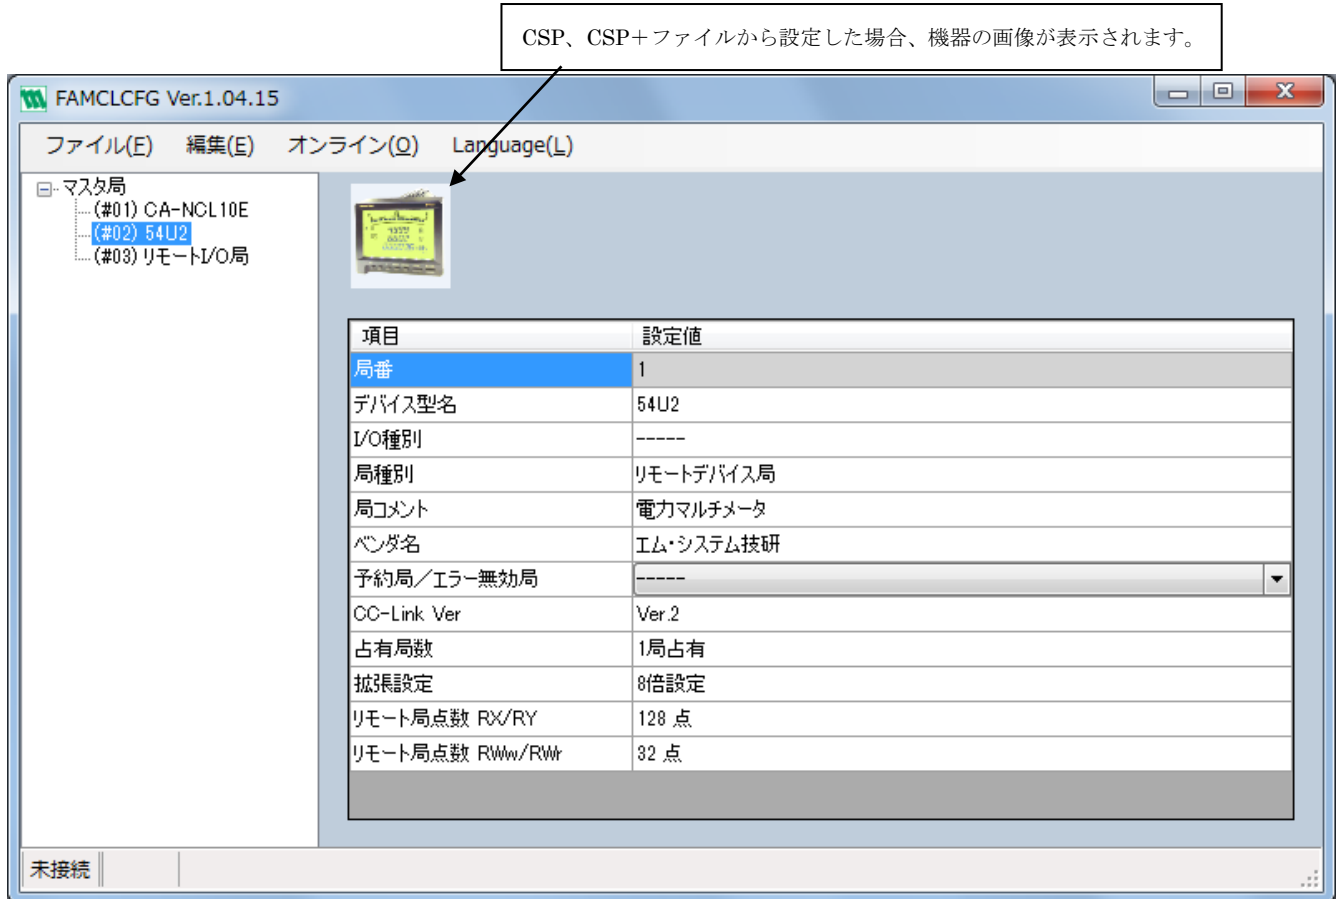 CSP、CSP+ファイルから設定した場合、機器の画像が表示されます。
FAMCLCFG Ver.1.04.15
ファイル(F) 編集(E) オンライン(O) Language(L)
マスタ局
(#01) CA-NCL10E
(#02) 54U2
(#03) リモートI/O局
項目 設定値
局番 1
デバイス型名 54U2
I/O種別 -----
局種別 リモートデバイス局
局コメント 電力マルチメータ
ベンダ名 エム・システム技研
予約局/エラー無効局 -----
CC-Link Ver Ver.2
占有局数 1局占有
拡張設定 8倍設定
リモート局点数 RX/RY 128 点
リモート局点数 RWw/RWr 32 点
未接続